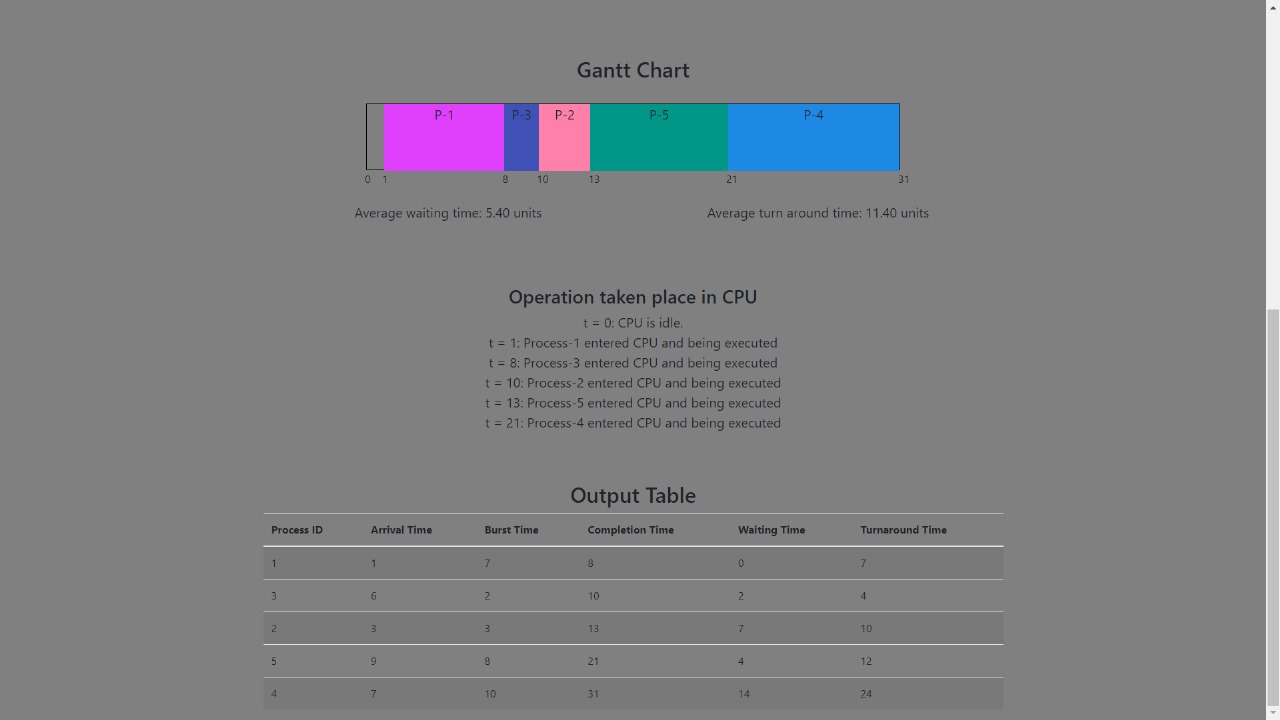 Gantt Chart
P-1 P-3 P-2 P-5 P-4
0 1 8 10 13 21 31
Average waiting time: 5.40 units Average turn around time: 11.40 units
Operation taken place in CPU
t = 0: CPU is idle.
t = 1: Process-1 entered CPU and being executed
t = 8: Process-3 entered CPU and being executed
t = 10: Process-2 entered CPU and being executed
t = 13: Process-5 entered CPU and being executed
t = 21: Process-4 entered CPU and being executed
Output Table
Process ID Arrival Time Burst Time Completion Time Waiting Time Turnaround Time
1 1 7 8 0 7
3 6 2 10 2 4
2 3 3 13 7 10
5 9 8 21 4 12
4 7 10 31 14 24